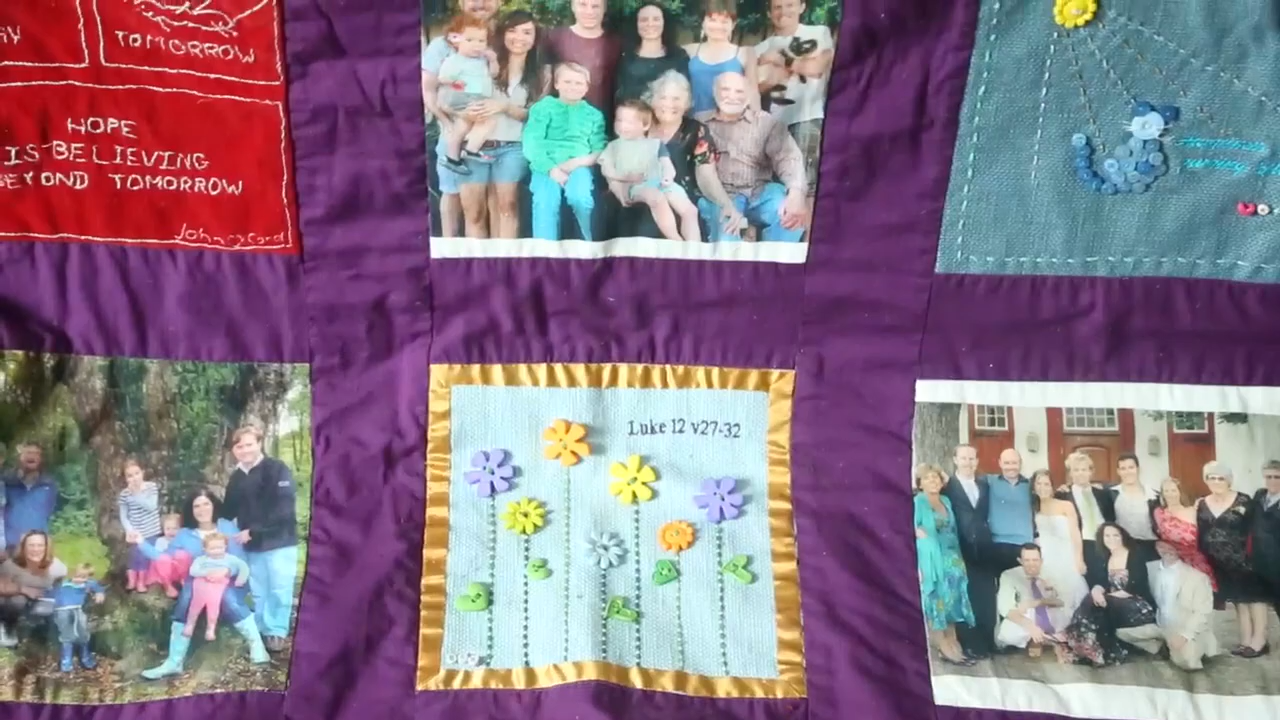 TOMORROW
HOPE
IS BELIEVING
BEYOND TOMORROW
Luke 12 v27-32